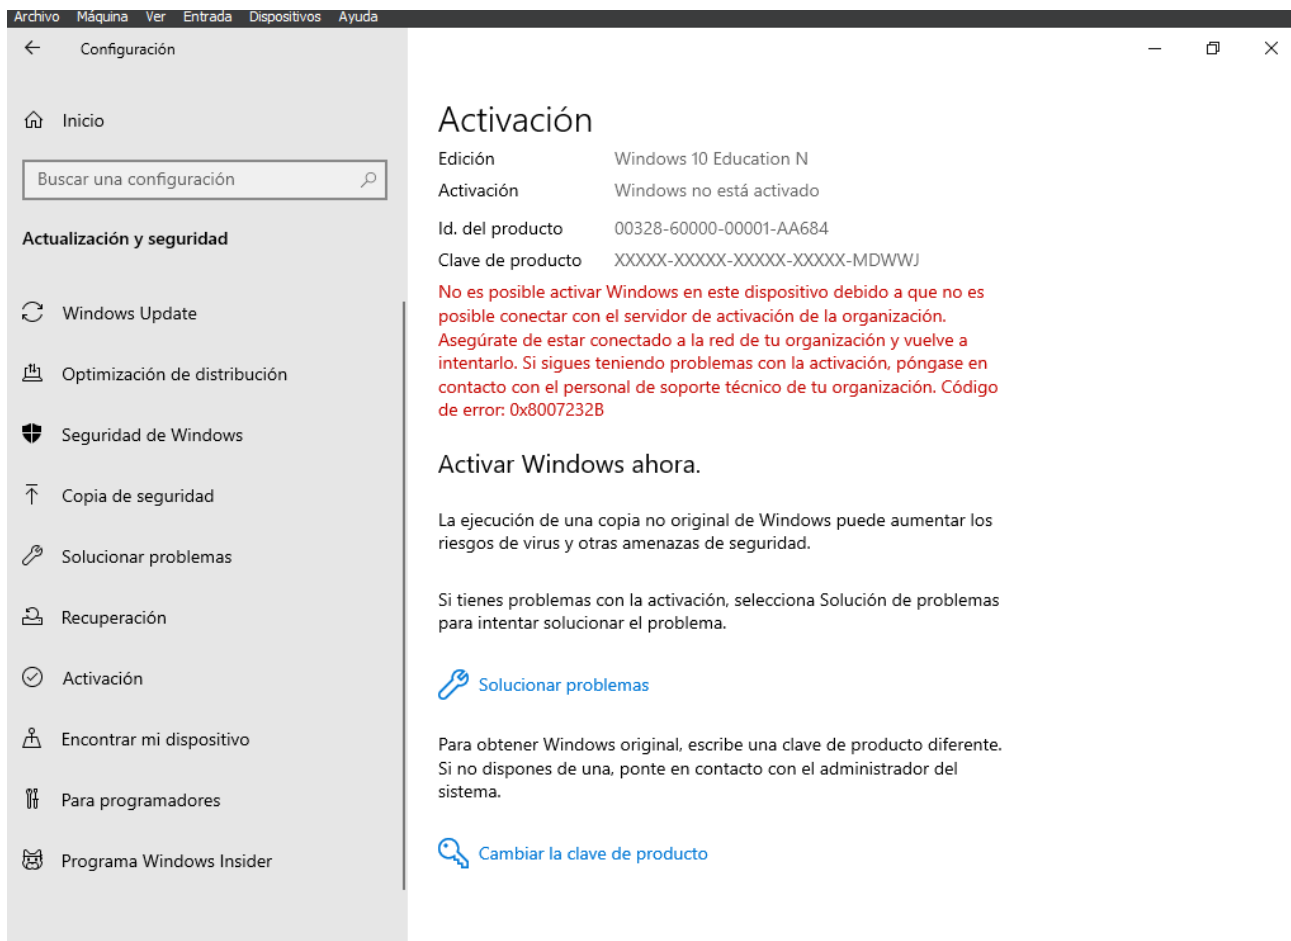 Archivo Máquina Ver Entrada Dispositivos Ayuda
Configuración
Inicio
Buscar una configuración
Actualización y seguridad
Windows Update
Optimización de distribución
Seguridad de Windows
Copia de seguridad
Solucionar problemas
Recuperación
Activación
Encontrar mi dispositivo
Para programadores
Programa Windows Insider
Activación
Edición Windows 10 Education N
Activación Windows no está activado
Id. del producto 00328-60000-00001-AA684
Clave de producto XXXXX-XXXXX-XXXXX-XXXXX-MDWWJ
No es posible activar Windows en este dispositivo debido a que no es
posible conectar con el servidor de activación de la organización.
Asegúrate de estar conectado a la red de tu organización y vuelve a
intentarlo. Si sigues teniendo problemas con la activación, póngase en
contacto con el personal de soporte técnico de tu organización. Código
de error: 0x8007232B
Activar Windows ahora.
La ejecución de una copia no original de Windows puede aumentar los
riesgos de virus y otras amenazas de seguridad.
Si tienes problemas con la activación, selecciona Solución de problemas
para intentar solucionar el problema.
Solucionar problemas
Para obtener Windows original, escribe una clave de producto diferente.
Si no dispones de una, ponte en contacto con el administrador del
sistema.
Cambiar la clave de producto